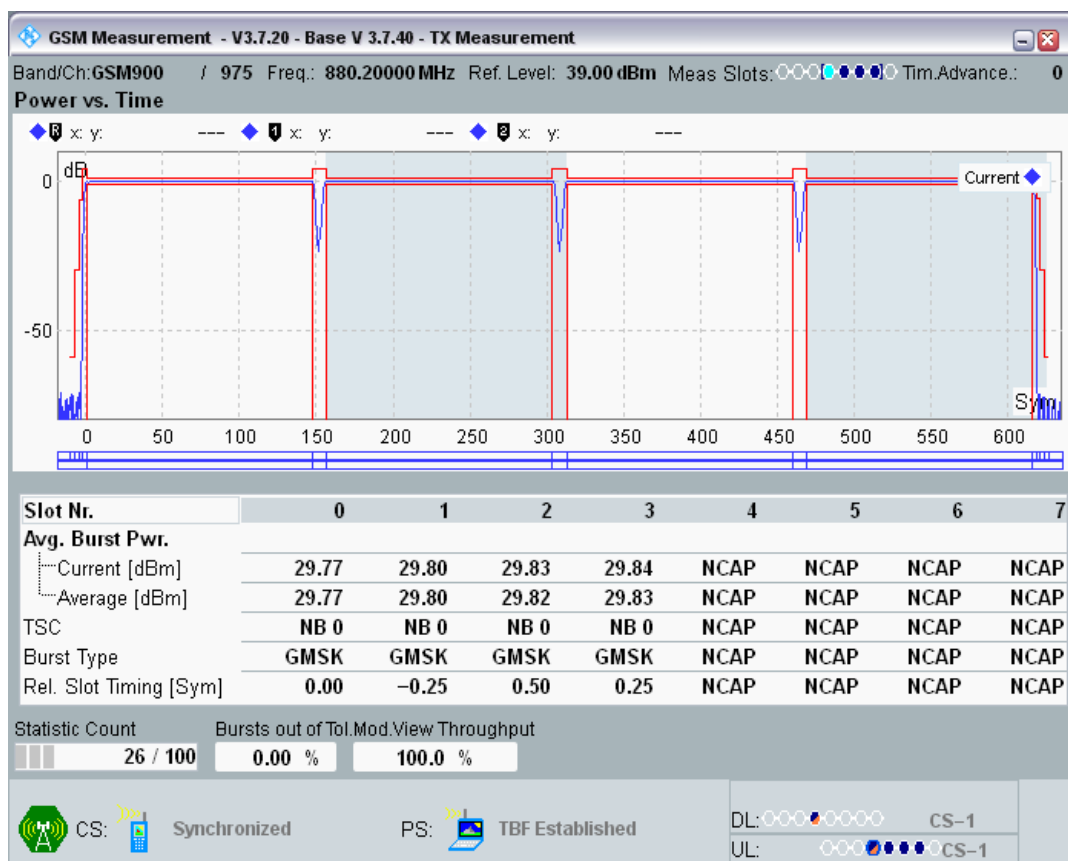 GSM Measurement - V3.7.20 - Base V 3.7.40 - TX Measurement
Band/Ch:GSM900 / 975 Freq.: 880.20000 MHz Ref. Level: 39.00 dBm Meas Slots: Tim.Advance.: 0
Power vs. Time
R x: y: --- 1 x: y: --- 2 x: y: ---
dB
Current
0
-50
Sym
0 50 100 150 200 250 300 350 400 450 500 550 600
Slot Nr. 0 1 2 3 4 5 6 7
Avg. Burst Pwr.
Current [dBm] 29.77 29.80 29.83 29.84 NCAP NCAP NCAP NCAP
Average [dBm] 29.77 29.80 29.82 29.83 NCAP NCAP NCAP NCAP
TSC NB 0 NB 0 NB 0 NB 0 NCAP NCAP NCAP NCAP
Burst Type GMSK GMSK GMSK GMSK NCAP NCAP NCAP NCAP
Rel. Slot Timing [Sym] 0.00 −0.25 0.50 0.25 NCAP NCAP NCAP NCAP
Statistic Count Bursts out of Tol. Mod.View Throughput
26 / 100 0.00 % 100.0 %
CS: Synchronized PS: TBF Established
DL: CS−1
UL: CS−1